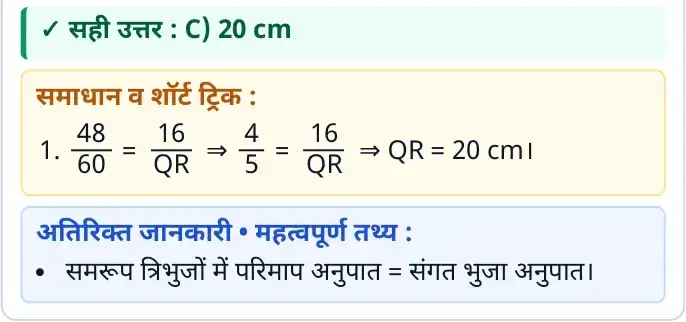 ✓ सही उत्तर : C) 20 cm
समाधान व शॉर्ट ट्रिक :
1. 48/60 = 16/QR ⇒ 4/5 = 16/QR ⇒ QR = 20 cm।
अतिरिक्त जानकारी • महत्वपूर्ण तथ्य :
• समरूप त्रिभुजों में परिमाप अनुपात = संगत भुजा अनुपात।